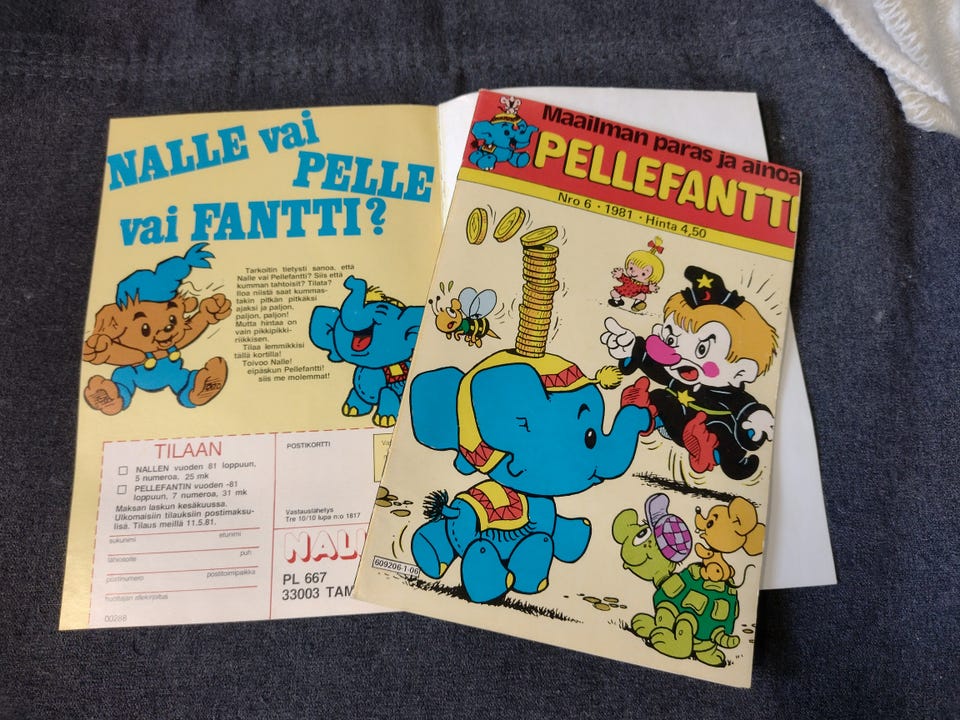 NALLE vai
PELLE
vai FANTTI?
Tarkoitin tietysti sanoa, että
Nalle vai Pellefantti? Siis että
kumman tahtoisit? Tilata?
Iloa niistä saat kummas-
takin pitkän pitkäksi
ajaksi ja paljon,
paljon, paljon!
Mutta hintaa on
vain pikkipikki-
riikkisen.
Tilaa lemmikkisi
tällä kortilla!
Toivoo Nalle!
eipäskun Pellefantti!
siis me molemmat!
TILAAN
NALLEN vuoden 81 loppuun,
5 numeroa, 25 mk
PELLEFANTIN vuoden -81
loppuun, 7 numeroa, 31 mk
Maksan laskun kesäkuussa.
Ulkomaisiin tilauksiin postimaksu-
lisä. Tilaus meillä 11.5.81.
sukunimi etunimi
lähiosoite puh
postinumero postitoimipaikka
huoltajan allekirjoitus
00288
POSTIKORTTI
Vastauslähetys
Tre 10/10 lupa n:o 1817
NAL
PL 667
33003 TAM
Maailman paras ja ainoa
PELLEFANTTI
Nro 6 · 1981 · Hinta 4,50
609206-1-06